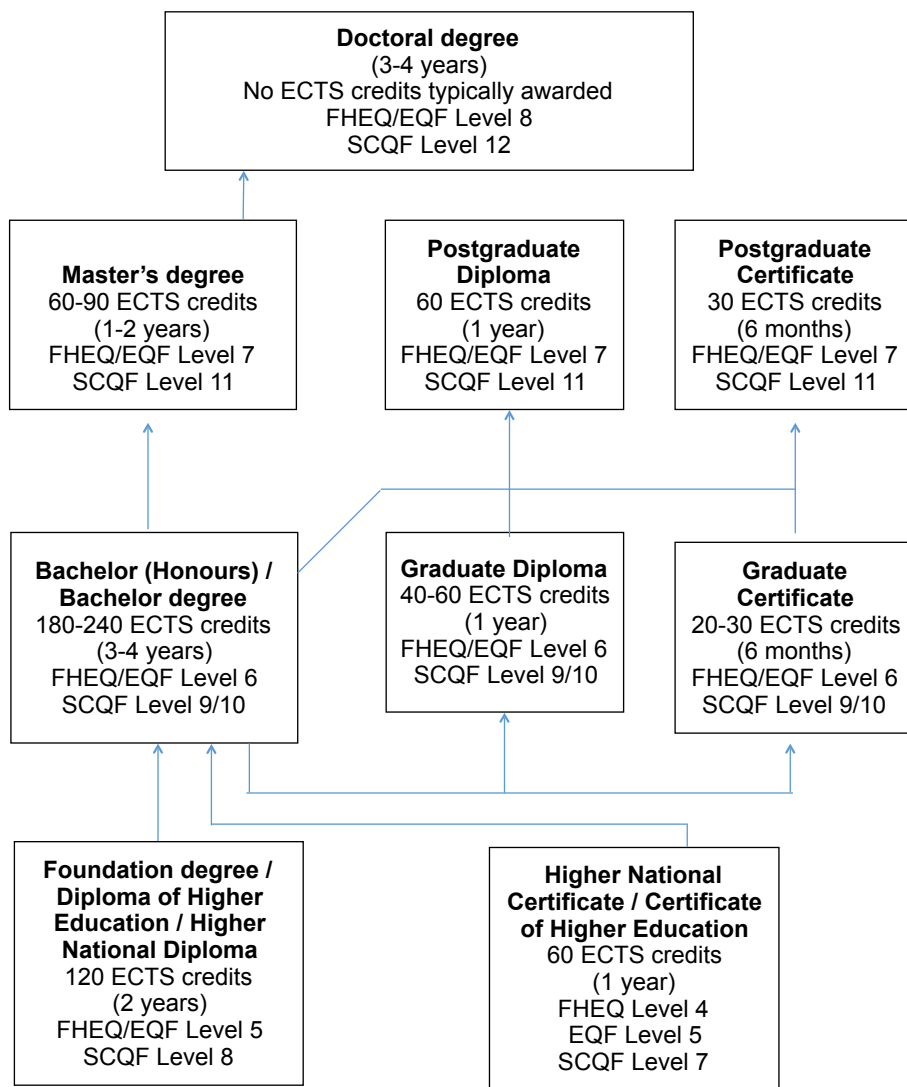 Doctoral degree
(3-4 years)
No ECTS credits typically awarded
FHEQ/EQF Level 8
SCQF Level 12
Master’s degree
60-90 ECTS credits
(1-2 years)
FHEQ/EQF Level 7
SCQF Level 11
Postgraduate
Diploma
60 ECTS credits
(1 year)
FHEQ/EQF Level 7
SCQF Level 11
Postgraduate
Certificate
30 ECTS credits
(6 months)
FHEQ/EQF Level 7
SCQF Level 11
Bachelor (Honours) /
Bachelor degree
180-240 ECTS credits
(3-4 years)
FHEQ/EQF Level 6
SCQF Level 9/10
Graduate Diploma
40-60 ECTS credits
(1 year)
FHEQ/EQF Level 6
SCQF Level 9/10
Graduate
Certificate
20-30 ECTS credits
(6 months)
FHEQ/EQF Level 6
SCQF Level 9/10
Foundation degree /
Diploma of Higher
Education / Higher
National Diploma
120 ECTS credits
(2 years)
FHEQ/EQF Level 5
SCQF Level 8
Higher National
Certificate / Certificate
of Higher Education
60 ECTS credits
(1 year)
FHEQ Level 4
EQF Level 5
SCQF Level 7